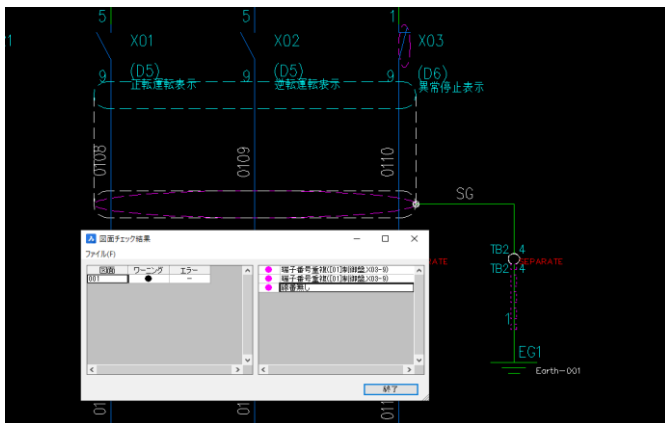 5
5
1
X01
X02
X03
9
(D5)
正転運転表示
9
(D5)
逆転運転表示
9
(D6)
異常停止表示
0108
0109
0110
SG
図面チェック結果
ファイル(F)
図面 ワーニング エラー
001 ● -
端子番号重複([01]制御盤,X03-9)
端子番号重複([01]制御盤,X03-9)
線番無し
終了
TB2 4
SEPARATE
TB2 4
1
EG1
Earth-001
01
01